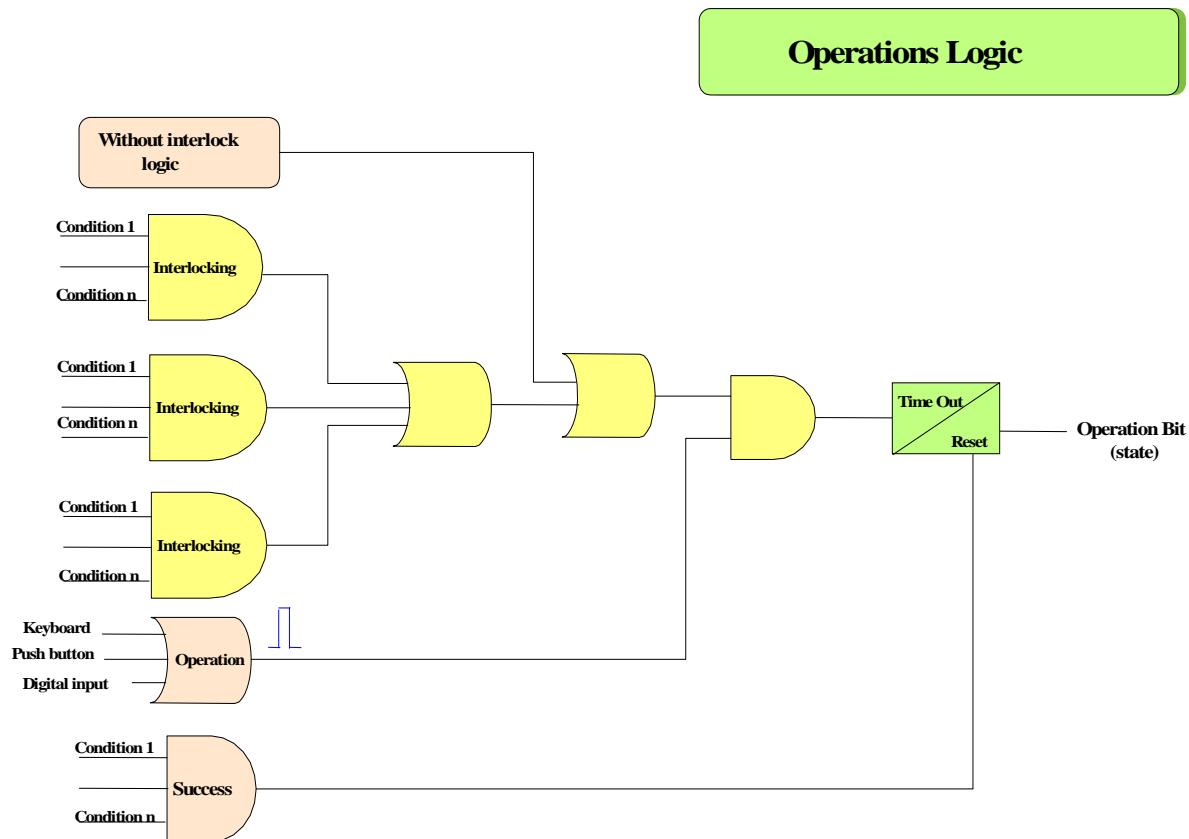 Operations Logic
Without interlock
logic
Condition 1
Interlocking
Condition n
Condition 1
Interlocking
Condition n
Condition 1
Interlocking
Condition n
Time Out
Reset
Operation Bit
(state)
Keyboard
Push button
Operation
Digital input
Condition 1
Success
Condition n